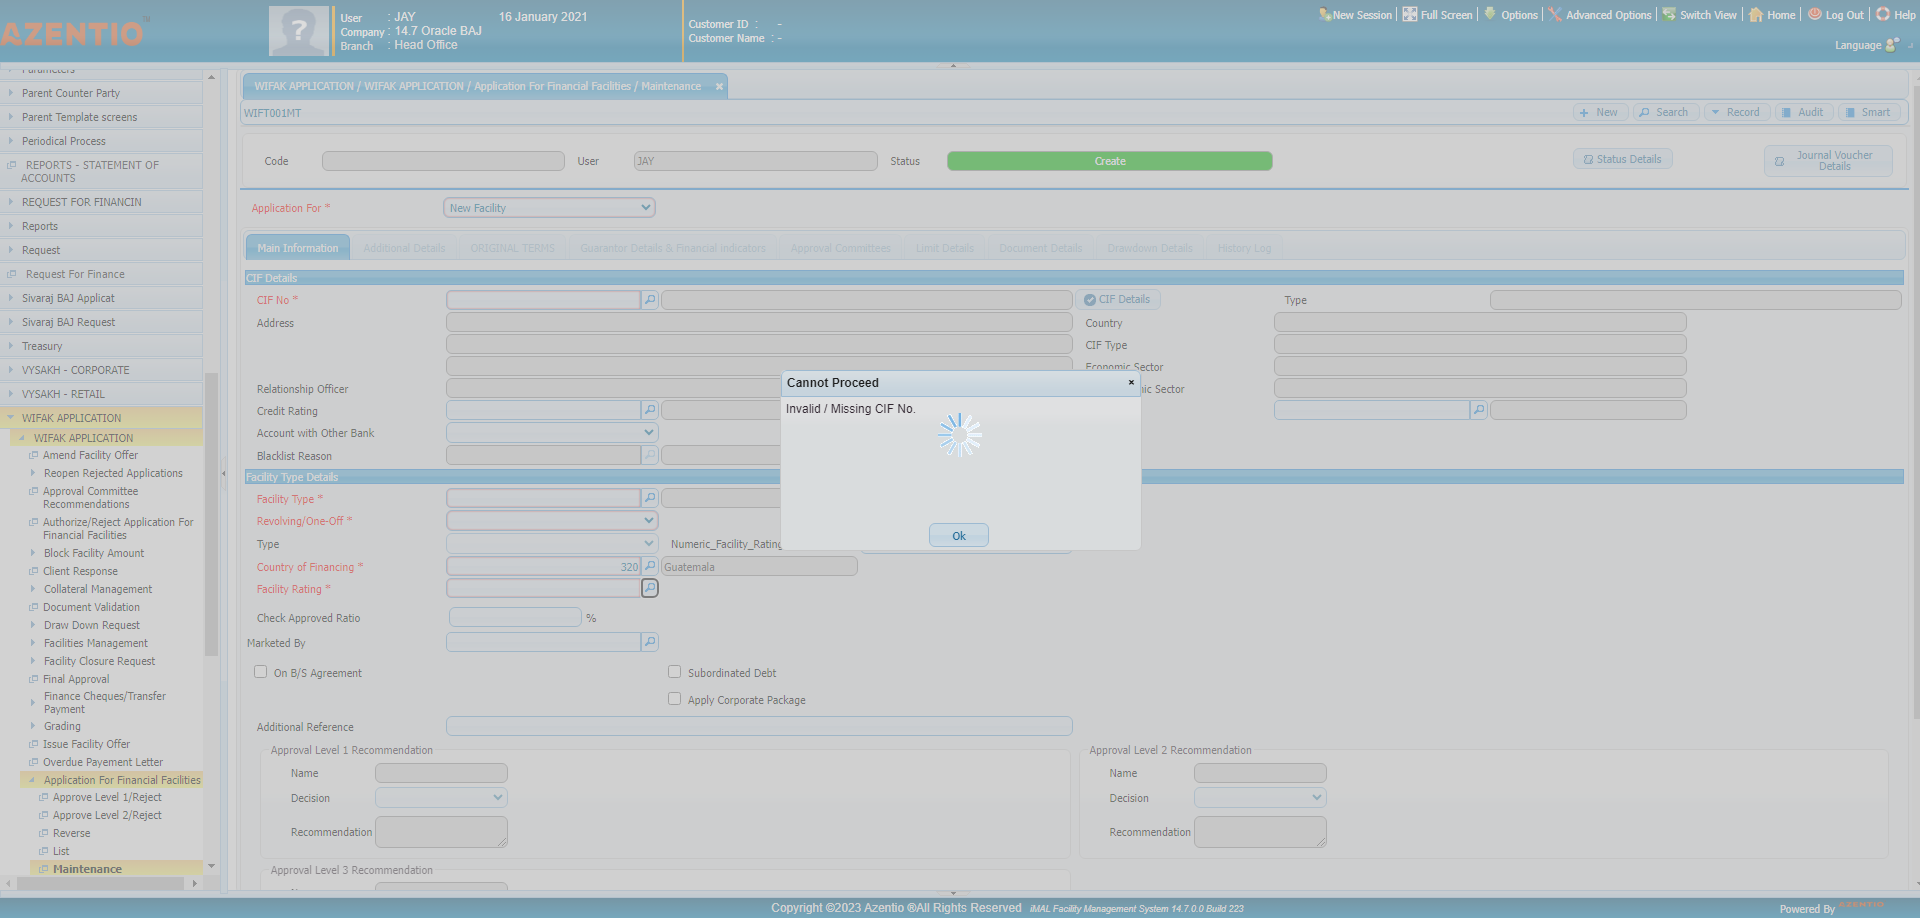 AZENTIO™
User : JAY 16 January 2021
Company : 14.7 Oracle BAJ
Branch : Head Office
Customer ID : -
Customer Name : -
New Session | Full Screen | Options | Advanced Options | Switch View | Home | Log Out | Help
Language
Parameters
Parent Counter Party
Parent Template screens
Periodical Process
REPORTS - STATEMENT OF
ACCOUNTS
REQUEST FOR FINANCIN
Reports
Request
Request For Finance
Sivaraj BAJ Applicat
Sivaraj BAJ Request
Treasury
VYSAKH - CORPORATE
VYSAKH - RETAIL
WIFAK APPLICATION
WIFAK APPLICATION
Amend Facility Offer
Reopen Rejected Applications
Approval Committee
Recommendations
Authorize/Reject Application For
Financial Facilities
Block Facility Amount
Client Response
Collateral Management
Document Validation
Draw Down Request
Facilities Management
Facility Closure Request
Final Approval
Finance Cheques/Transfer
Payment
Grading
Issue Facility Offer
Overdue Payement Letter
Application For Financial Facilities
Approve Level 1/Reject
Approve Level 2/Reject
Reverse
List
Maintenance
WIFAK APPLICATION / WIFAK APPLICATION / Application For Financial Facilities / Maintenance
WIFT001MT
New Search Record Audit Smart
Code User JAY Status Create Status Details
Journal Voucher
Details
Application For * New Facility
Main Information Additional Details ORIGINAL TERMS Guarantor Details & Financial Indicators Approval Committees Limit Details Document Details Drawdown Details History Log
CIF Details
CIF No * CIF Details Type
Address Country
CIF Type
Economic Sector
Relationship Officer Sector
Credit Rating
Account with Other Bank
Blacklist Reason
Cannot Proceed
Invalid / Missing CIF No.
Ok
Facility Type Details
Facility Type *
Revolving/One-Off *
Type Numeric_Facility_Rating
Country of Financing * 320 Guatemala
Facility Rating *
Check Approved Ratio %
Marketed By
On B/S Agreement Subordinated Debt
Apply Corporate Package
Additional Reference
Approval Level 1 Recommendation Approval Level 2 Recommendation
Name Name
Decision Decision
Recommendation Recommendation
Approval Level 3 Recommendation
Copyright ©2023 Azentio ®All Rights Reserved iMAL Facility Management System 14.7.0.0 Build 223
Powered By AZENTIO